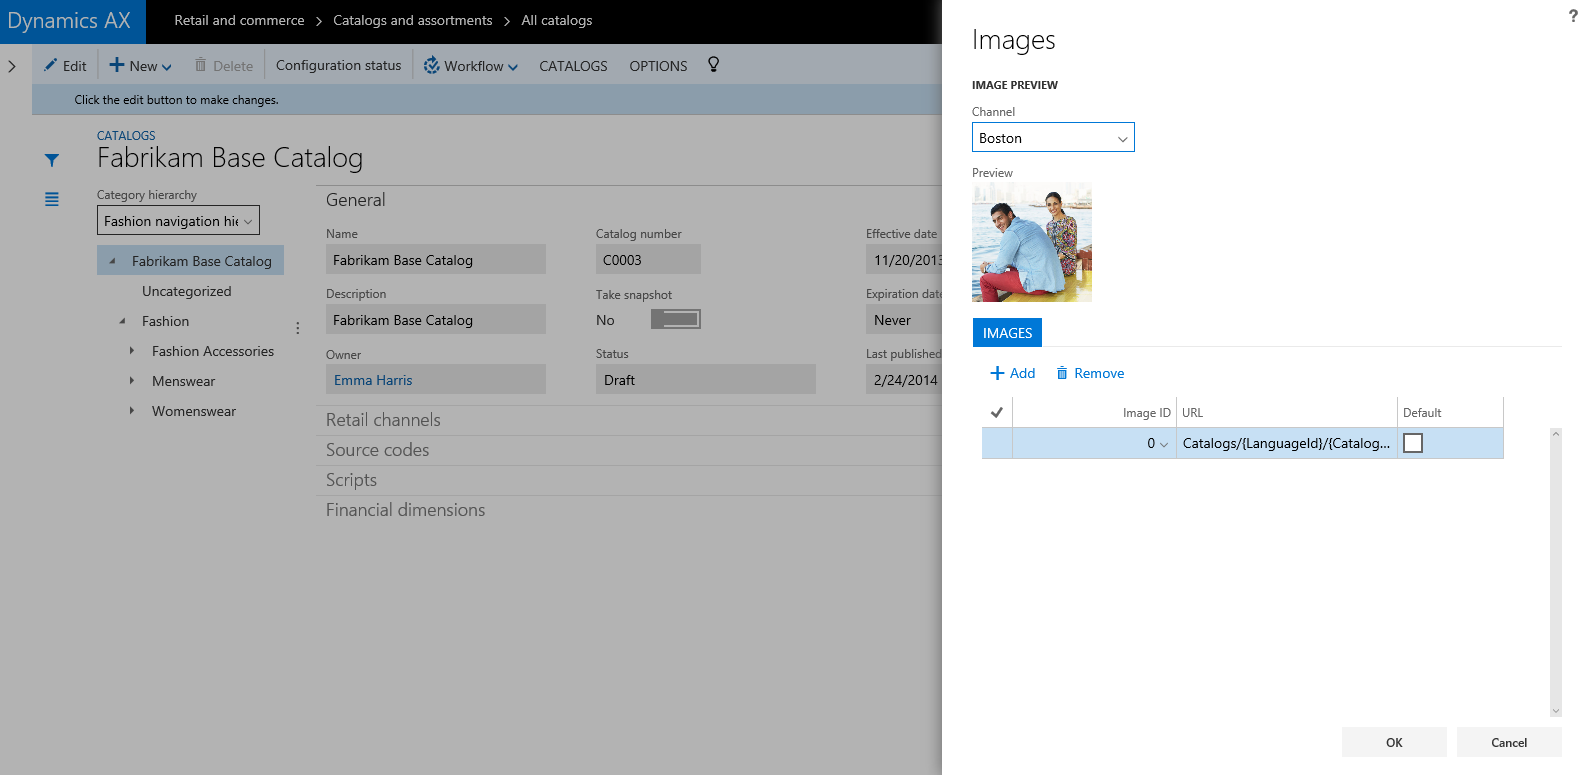 Dynamics AX
Retail and commerce > Catalogs and assortments > All catalogs
?
Edit New Delete Configuration status Workflow CATALOGS OPTIONS
Click the edit button to make changes.
CATALOGS
Fabrikam Base Catalog
Category hierarchy
Fashion navigation hie
Fabrikam Base Catalog
Uncategorized
Fashion
Fashion Accessories
Menswear
Womenswear
General
Name
Fabrikam Base Catalog
Description
Fabrikam Base Catalog
Owner
Emma Harris
Catalog number
C0003
Take snapshot
No
Status
Draft
Effective date
11/20/2013
Expiration date
Never
Last published
2/24/2014
Retail channels
Source codes
Scripts
Financial dimensions
Images
IMAGE PREVIEW
Channel
Boston
Preview
IMAGES
Add Remove
Image ID URL Default
0 Catalogs/{LanguageId}/{Catalog...
OK Cancel